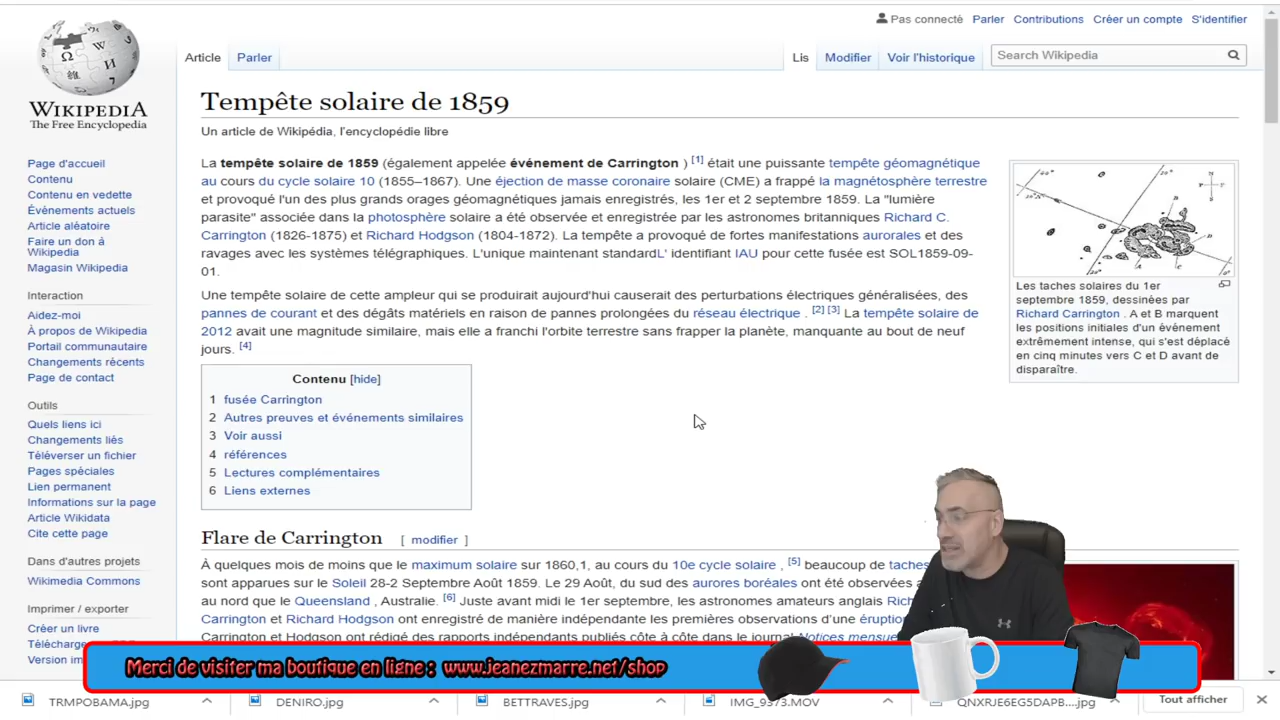 Pas connecté Parler Contributions Créer un compte S'identifier
Article Parler Lis Modifier Voir l'historique Search Wikipedia
WIKIPEDIA
The Free Encyclopedia
Page d'accueil
Contenu
Contenu en vedette
Événements actuels
Article aléatoire
Faire un don à
Wikipedia
Magasin Wikipedia
Interaction
Aidez-moi
À propos de Wikipedia
Portail communautaire
Changements récents
Page de contact
Outils
Quels liens ici
Changements liés
Téléverser un fichier
Pages spéciales
Lien permanent
Informations sur la page
Article Wikidata
Cite cette page
Dans d'autres projets
Wikimedia Commons
Imprimer / exporter
Créer un livre
Version im
Tempête solaire de 1859
Un article de Wikipédia, l'encyclopédie libre
La tempête solaire de 1859 (également appelée événement de Carrington ) [1] était une puissante tempête géomagnétique
au cours du cycle solaire 10 (1855–1867). Une éjection de masse coronaire solaire (CME) a frappé la magnétosphère terrestre
et provoqué l'un des plus grands orages géomagnétiques jamais enregistrés, les 1er et 2 septembre 1859. La "lumière
parasite" associée dans la photosphère solaire a été observée et enregistrée par les astronomes britanniques Richard C.
Carrington (1826-1875) et Richard Hodgson (1804-1872). La tempête a provoqué de fortes manifestations aurorales et des
ravages avec les systèmes télégraphiques. L'unique maintenant standardL' identifiant IAU pour cette fusée est SOL1859-09-
01.
Une tempête solaire de cette ampleur qui se produirait aujourd'hui causerait des perturbations électriques généralisées, des
pannes de courant et des dégâts matériels en raison de pannes prolongées du réseau électrique . [2] [3] La tempête solaire de
2012 avait une magnitude similaire, mais elle a franchi l'orbite terrestre sans frapper la planète, manquante au bout de neuf
jours. [4]
Les taches solaires du 1er
septembre 1859, dessinées par
Richard Carrington . A et B marquent
les positions initiales d'un événement
extrêmement intense, qui s'est déplacé
en cinq minutes vers C et D avant de
disparaître.
Contenu [hide]
1 fusée Carrington
2 Autres preuves et événements similaires
3 Voir aussi
4 références
5 Lectures complémentaires
6 Liens externes
Flare de Carrington [ modifier ]
À quelques mois de moins que le maximum solaire sur 1860,1, au cours du 10e cycle solaire , [5] beaucoup de taches
sont apparues sur le Soleil 28-2 Septembre Août 1859. Le 29 Août, du sud des aurores boréales ont été observées
au nord que le Queensland , Australie. [6] Juste avant midi le 1er septembre, les astronomes amateurs anglais
Carrington et Richard Hodgson ont enregistré de manière indépendante les premières observations d'une
Carrington et Hodgson ont rédigé des rapports indépendants publiés côte à côte dans le journal Notices
Merci de visiter ma boutique en ligne : www.jeanezmarre.net/shop
TRMPOBAMA.jpg DENIRO.jpg BETTRAVES.jpg IMG_9373.MOV QNXRJE6EG5DAPB....jpg Tout afficher